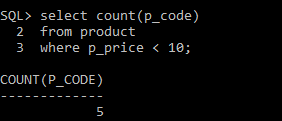 SQL> select count(p_code)
  2  from product
  3  where p_price < 10;
COUNT(P_CODE)
-------------
            5